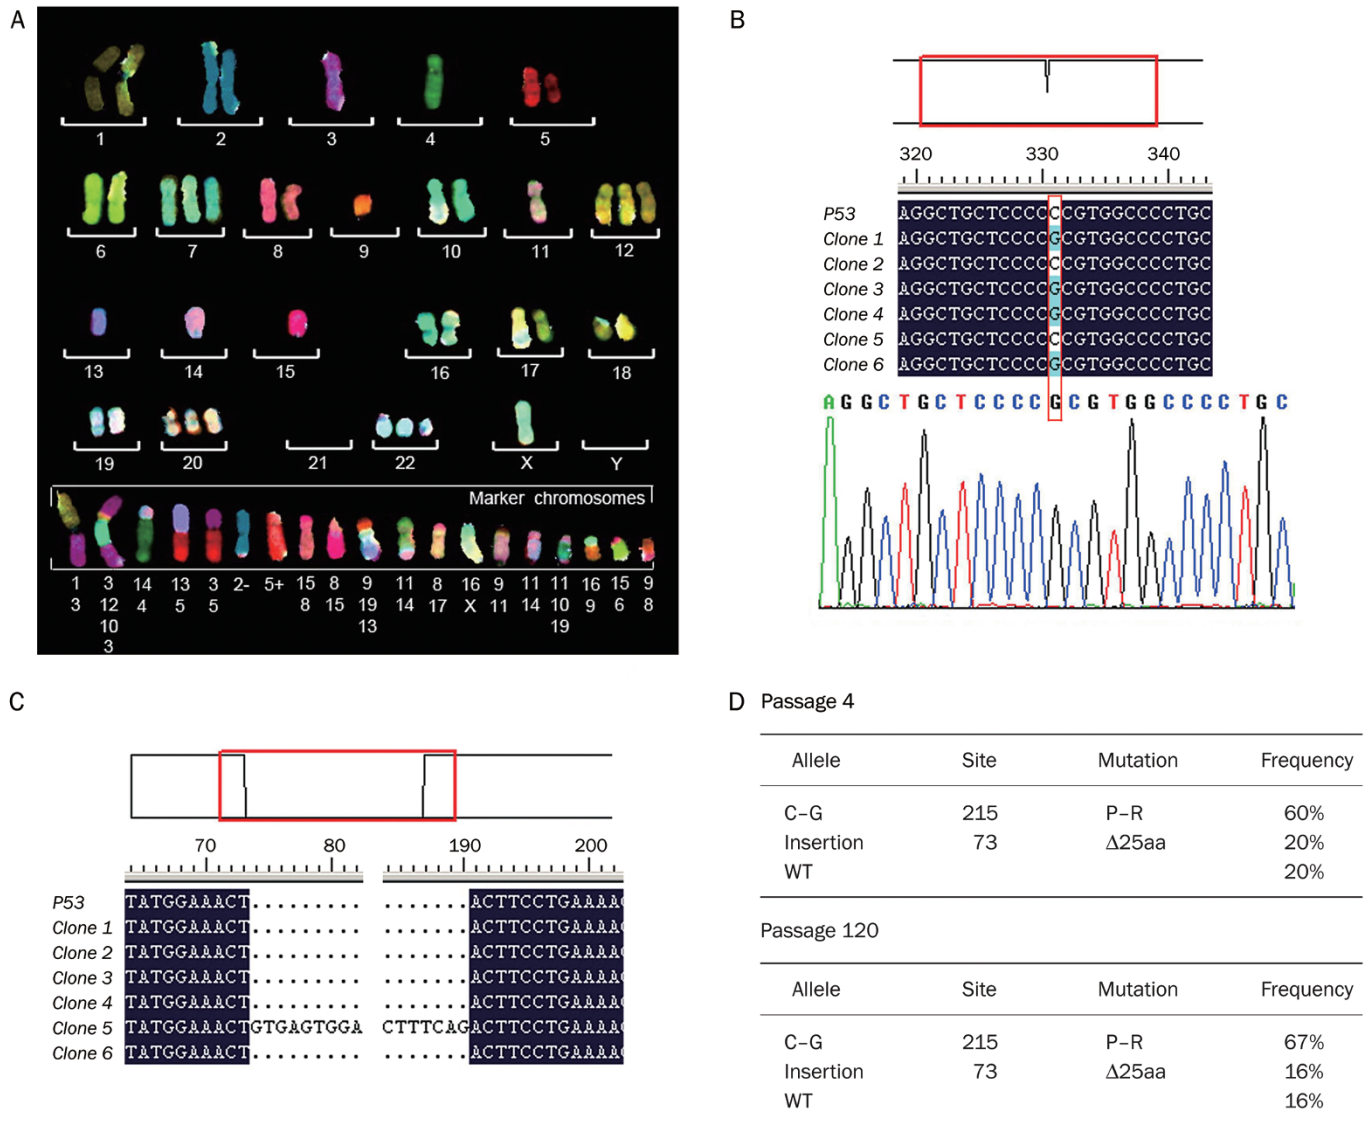 A
1 2 3 4 5
6 7 8 9 10 11 12
13 14 15 16 17 18
19 20 21 22 X Y
Marker chromosomes
1 3 14 13 3 2- 5+ 15 8 9 11 8 16 9 11 11 16 15 9
3 12 4 5 5 8 15 19 14 17 X 11 14 10 9 6 8
10 13 19
3
B
320 330 340
P53 AGGCTGCTCCCCCCGTGGCCCCTGC
Clone 1 AGGCTGCTCCCCGCGTGGCCCCTGC
Clone 2 AGGCTGCTCCCCCCGTGGCCCCTGC
Clone 3 AGGCTGCTCCCCGCGTGGCCCCTGC
Clone 4 AGGCTGCTCCCCGCGTGGCCCCTGC
Clone 5 AGGCTGCTCCCCCCGTGGCCCCTGC
Clone 6 AGGCTGCTCCCCGCGTGGCCCCTGC
A G G C T G C T C C C C G C G T G G C C C C T G C
C
70 80 190 200
P53 TATGGAAACT......... .......ACTTCCTGAAAA
Clone 1 TATGGAAACT......... .......ACTTCCTGAAAA
Clone 2 TATGGAAACT......... .......ACTTCCTGAAAA
Clone 3 TATGGAAACT......... .......ACTTCCTGAAAA
Clone 4 TATGGAAACT......... .......ACTTCCTGAAAA
Clone 5 TATGGAAACTGTGAGTGGA CTTTCAGACTTCCTGAAAA
Clone 6 TATGGAAACT......... .......ACTTCCTGAAAA
D Passage 4
Allele Site Mutation Frequency
C–G 215 P–R 60%
Insertion 73 Δ25aa 20%
WT 20%
Passage 120
Allele Site Mutation Frequency
C–G 215 P–R 67%
Insertion 73 Δ25aa 16%
WT 16%